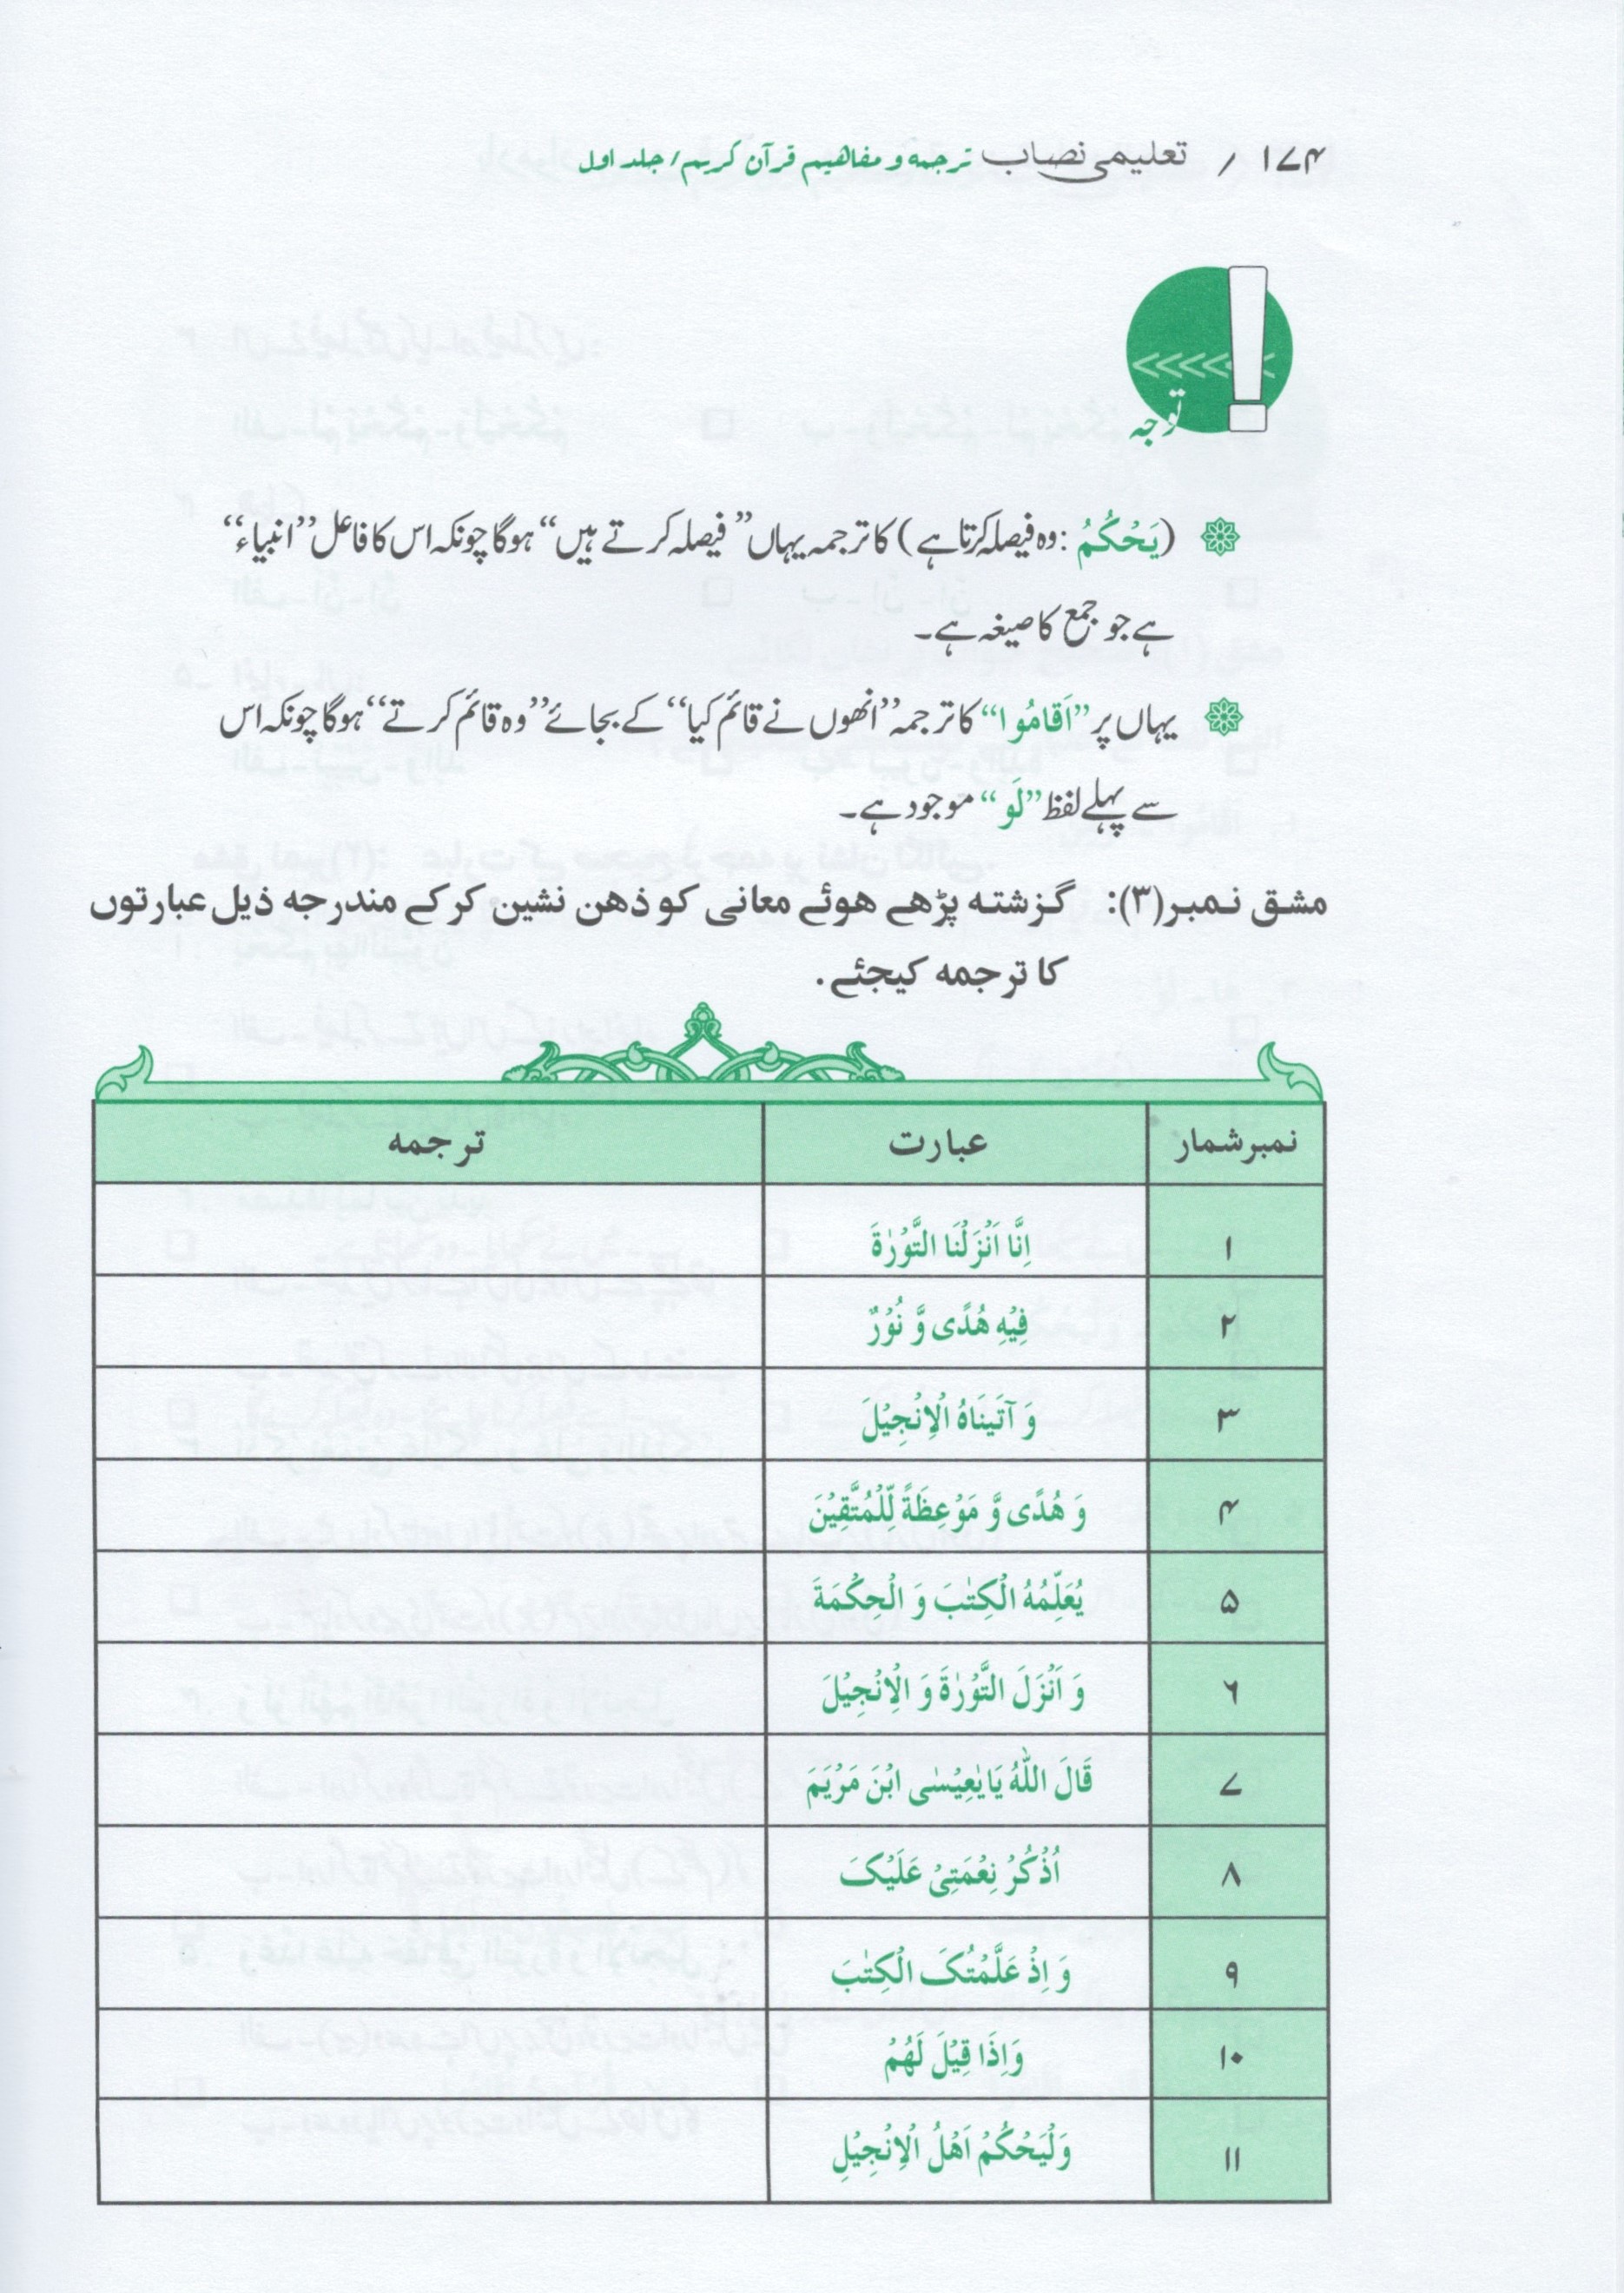 ۱۷۴ / تعلیمی نصاب ترجمه و مفاهیم قرآن کریم/ جلد اول
توجہ
(یَحْکُمُ : وہ فیصلہ کرتا ہے) کا ترجمہ یہاں ”فیصلہ کرتے ہیں“ ہوگا چونکہ اس کا فاعل ”انبیاء“
ہے جو جمع کا صیغہ ہے۔
یہاں پر ”اَقَامُوا“ کا ترجمہ ”انھوں نے قائم کیا“ کے بجائے ”وہ قائم کرتے“ ہوگا چونکہ اس
سے پہلے لفظ ”لَو“ موجود ہے۔
مشق نمبر(۳): گزشتہ پڑھے ہوئے معانی کو ذهن نشین کر کے مندرجہ ذیل عبارتوں
کا ترجمہ کیجئے.
نمبرشمار عبارت ترجمه
۱ اِنَّا اَنْزَلْنَا التَّوْرٰةَ
۲ فِیْهِ هُدًی وَّ نُوْرٌ
۳ وَ آتَیْنَاهُ الْاِنْجِیْلَ
۴ وَ هُدًی وَّ مَوْعِظَةً لِّلْمُتَّقِیْنَ
۵ یُعَلِّمُهُ الْکِتٰبَ وَ الْحِکْمَةَ
۶ وَ اَنْزَلَ التَّوْرٰةَ وَ الْاِنْجِیْلَ
۷ قَالَ اللّٰهُ یَایٰعِیْسٰی ابْنَ مَرْیَمَ
۸ اُذْکُرْ نِعْمَتِیْ عَلَیْکَ
۹ وَ اِذْ عَلَّمْتُکَ الْکِتٰبَ
۱۰ وَاِذَا قِیْلَ لَهُمْ
۱۱ وَلْیَحْکُمْ اَهْلُ الْاِنْجِیْلِ